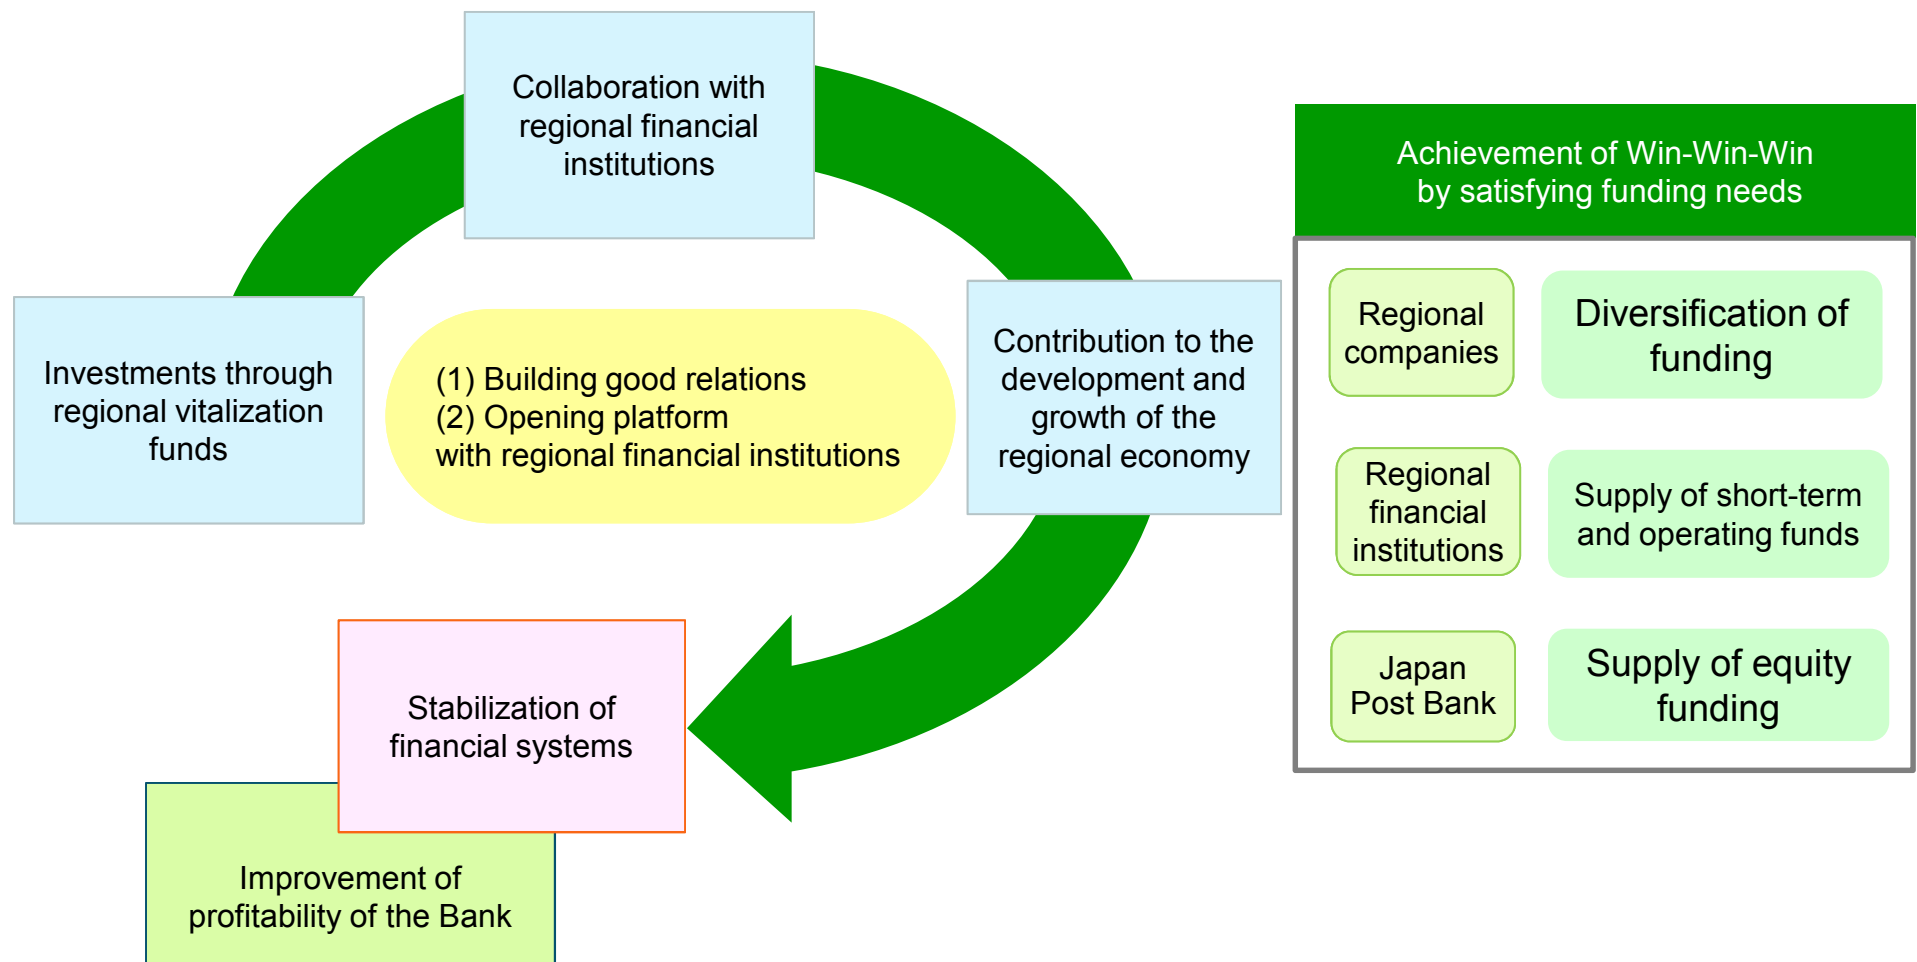 Collaboration with
regional financial
institutions
Investments through
regional vitalization
funds
(1) Building good relations
(2) Opening platform
with regional financial institutions
Contribution to the
development and
growth of the
regional economy
Stabilization of
financial systems
Improvement of
profitability of the Bank
Achievement of Win-Win-Win
by satisfying funding needs
Regional
companies
Diversification of
funding
Regional
financial
institutions
Supply of short-term
and operating funds
Japan
Post Bank
Supply of equity
funding